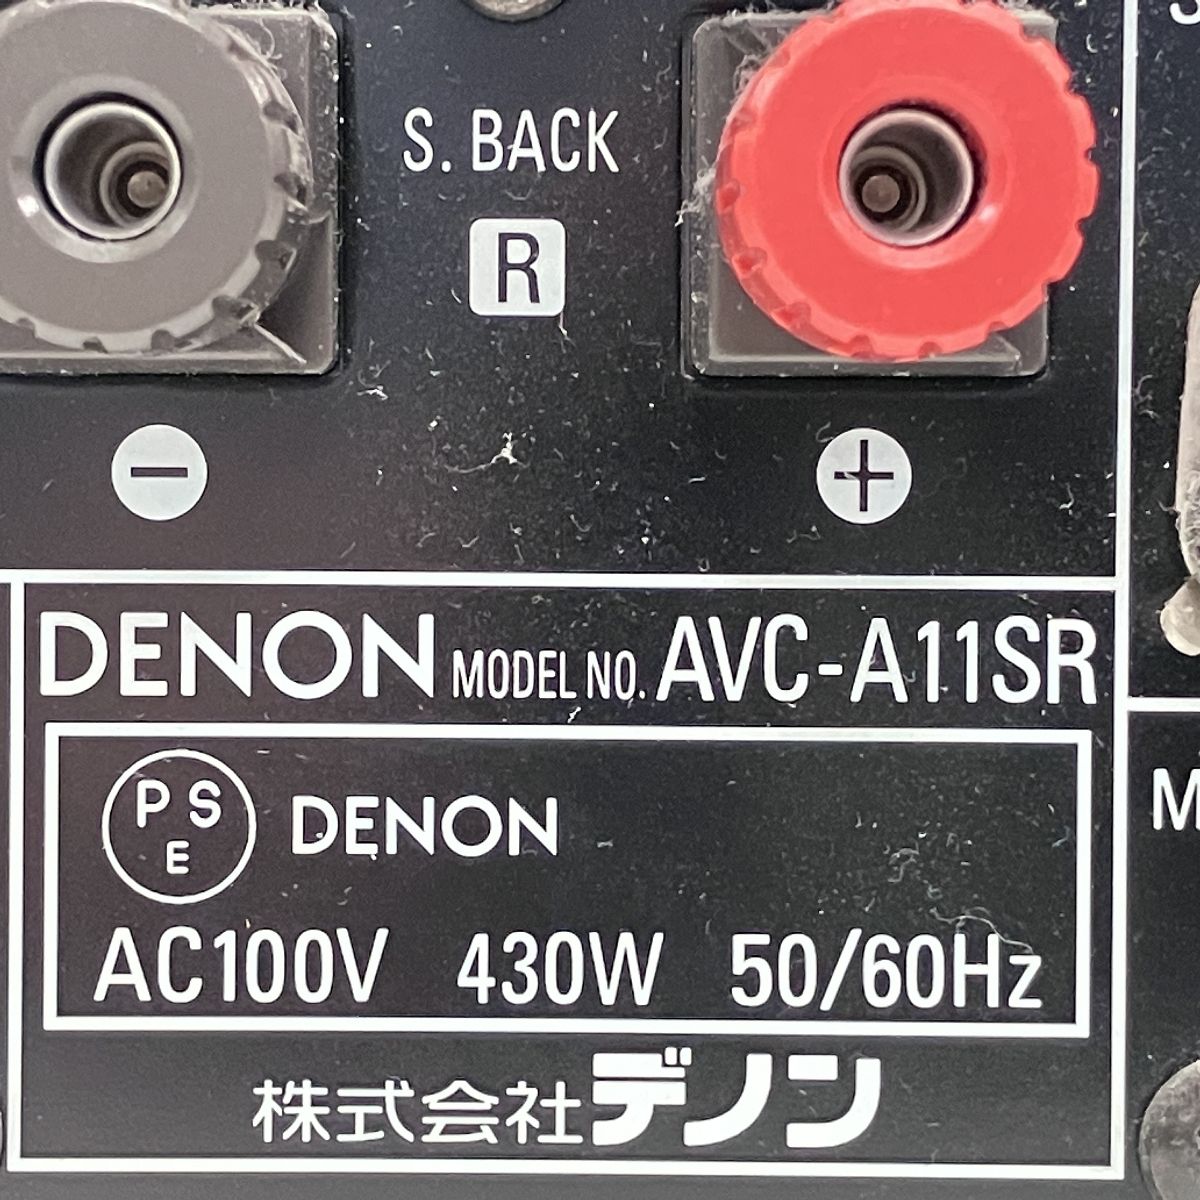 S. BACK
R
− +
DENON MODEL NO. AVC-A11SR
PSE DENON
AC100V 430W 50/60Hz
株式会社デノン